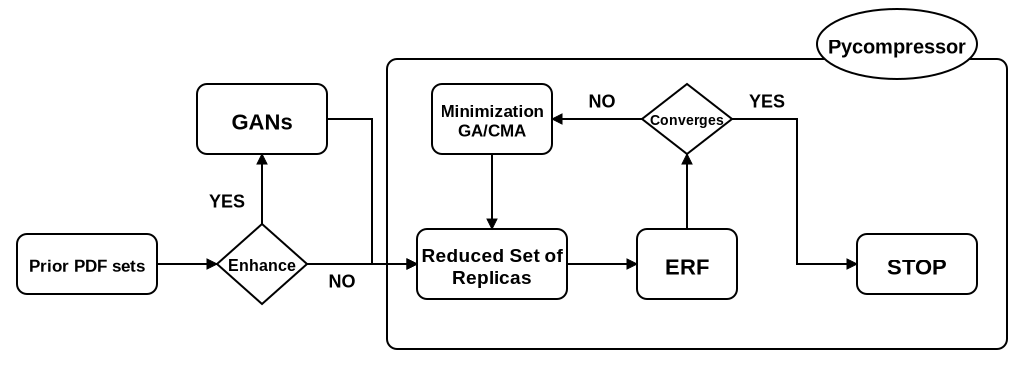 Pycompressor
GANs
Minimization
GA/CMA
NO
Converges
YES
YES
Prior PDF sets
Enhance
NO
Reduced Set of
Replicas
ERF
STOP